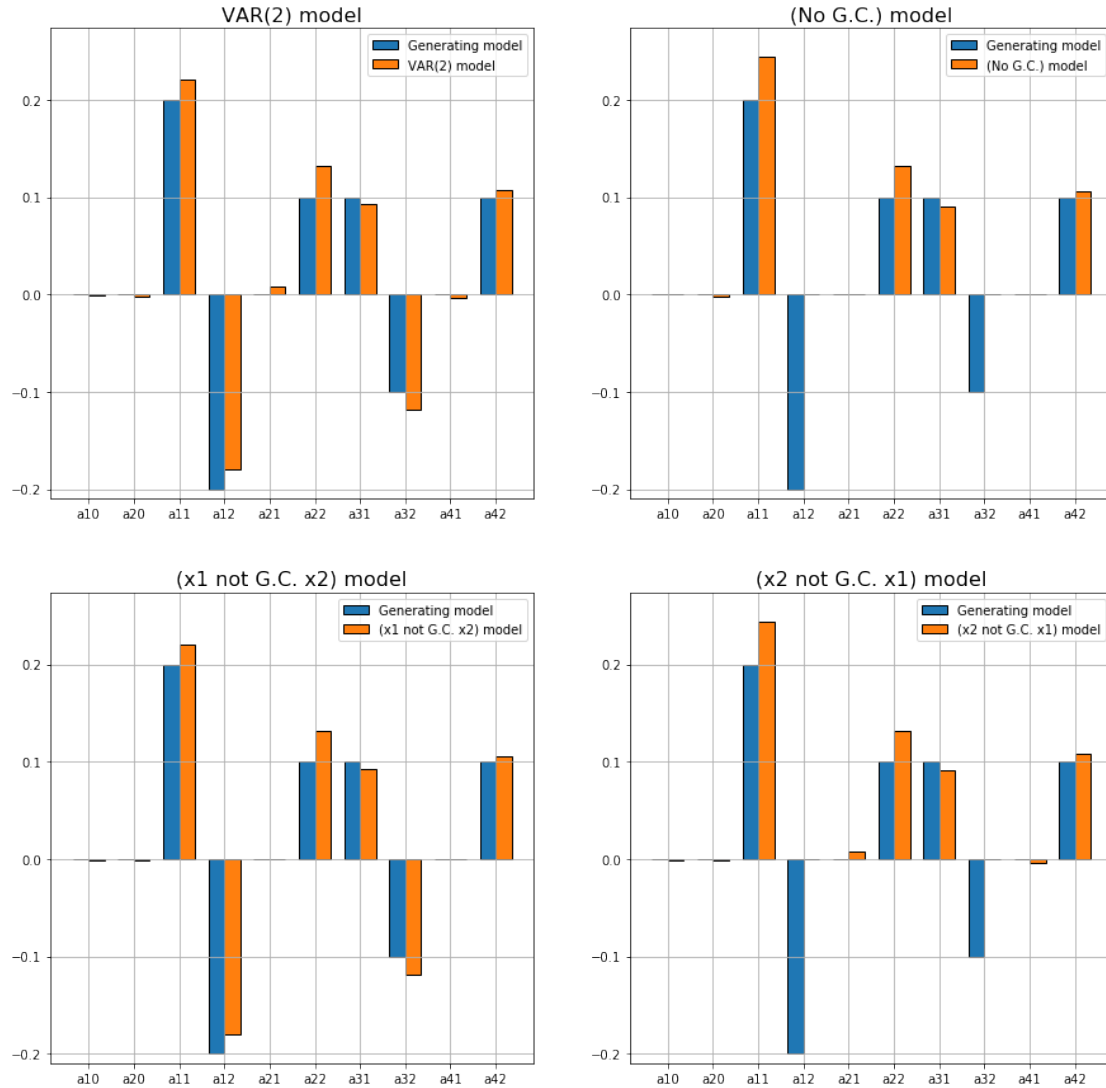 VAR(2) model
Generating model
VAR(2) model
0.2
0.1
0.0
−0.1
−0.2
a10 a20 a11 a12 a21 a22 a31 a32 a41 a42
(No G.C.) model
Generating model
(No G.C.) model
0.2
0.1
0.0
−0.1
−0.2
a10 a20 a11 a12 a21 a22 a31 a32 a41 a42
(x1 not G.C. x2) model
Generating model
(x1 not G.C. x2) model
0.2
0.1
0.0
−0.1
−0.2
a10 a20 a11 a12 a21 a22 a31 a32 a41 a42
(x2 not G.C. x1) model
Generating model
(x2 not G.C. x1) model
0.2
0.1
0.0
−0.1
−0.2
a10 a20 a11 a12 a21 a22 a31 a32 a41 a42